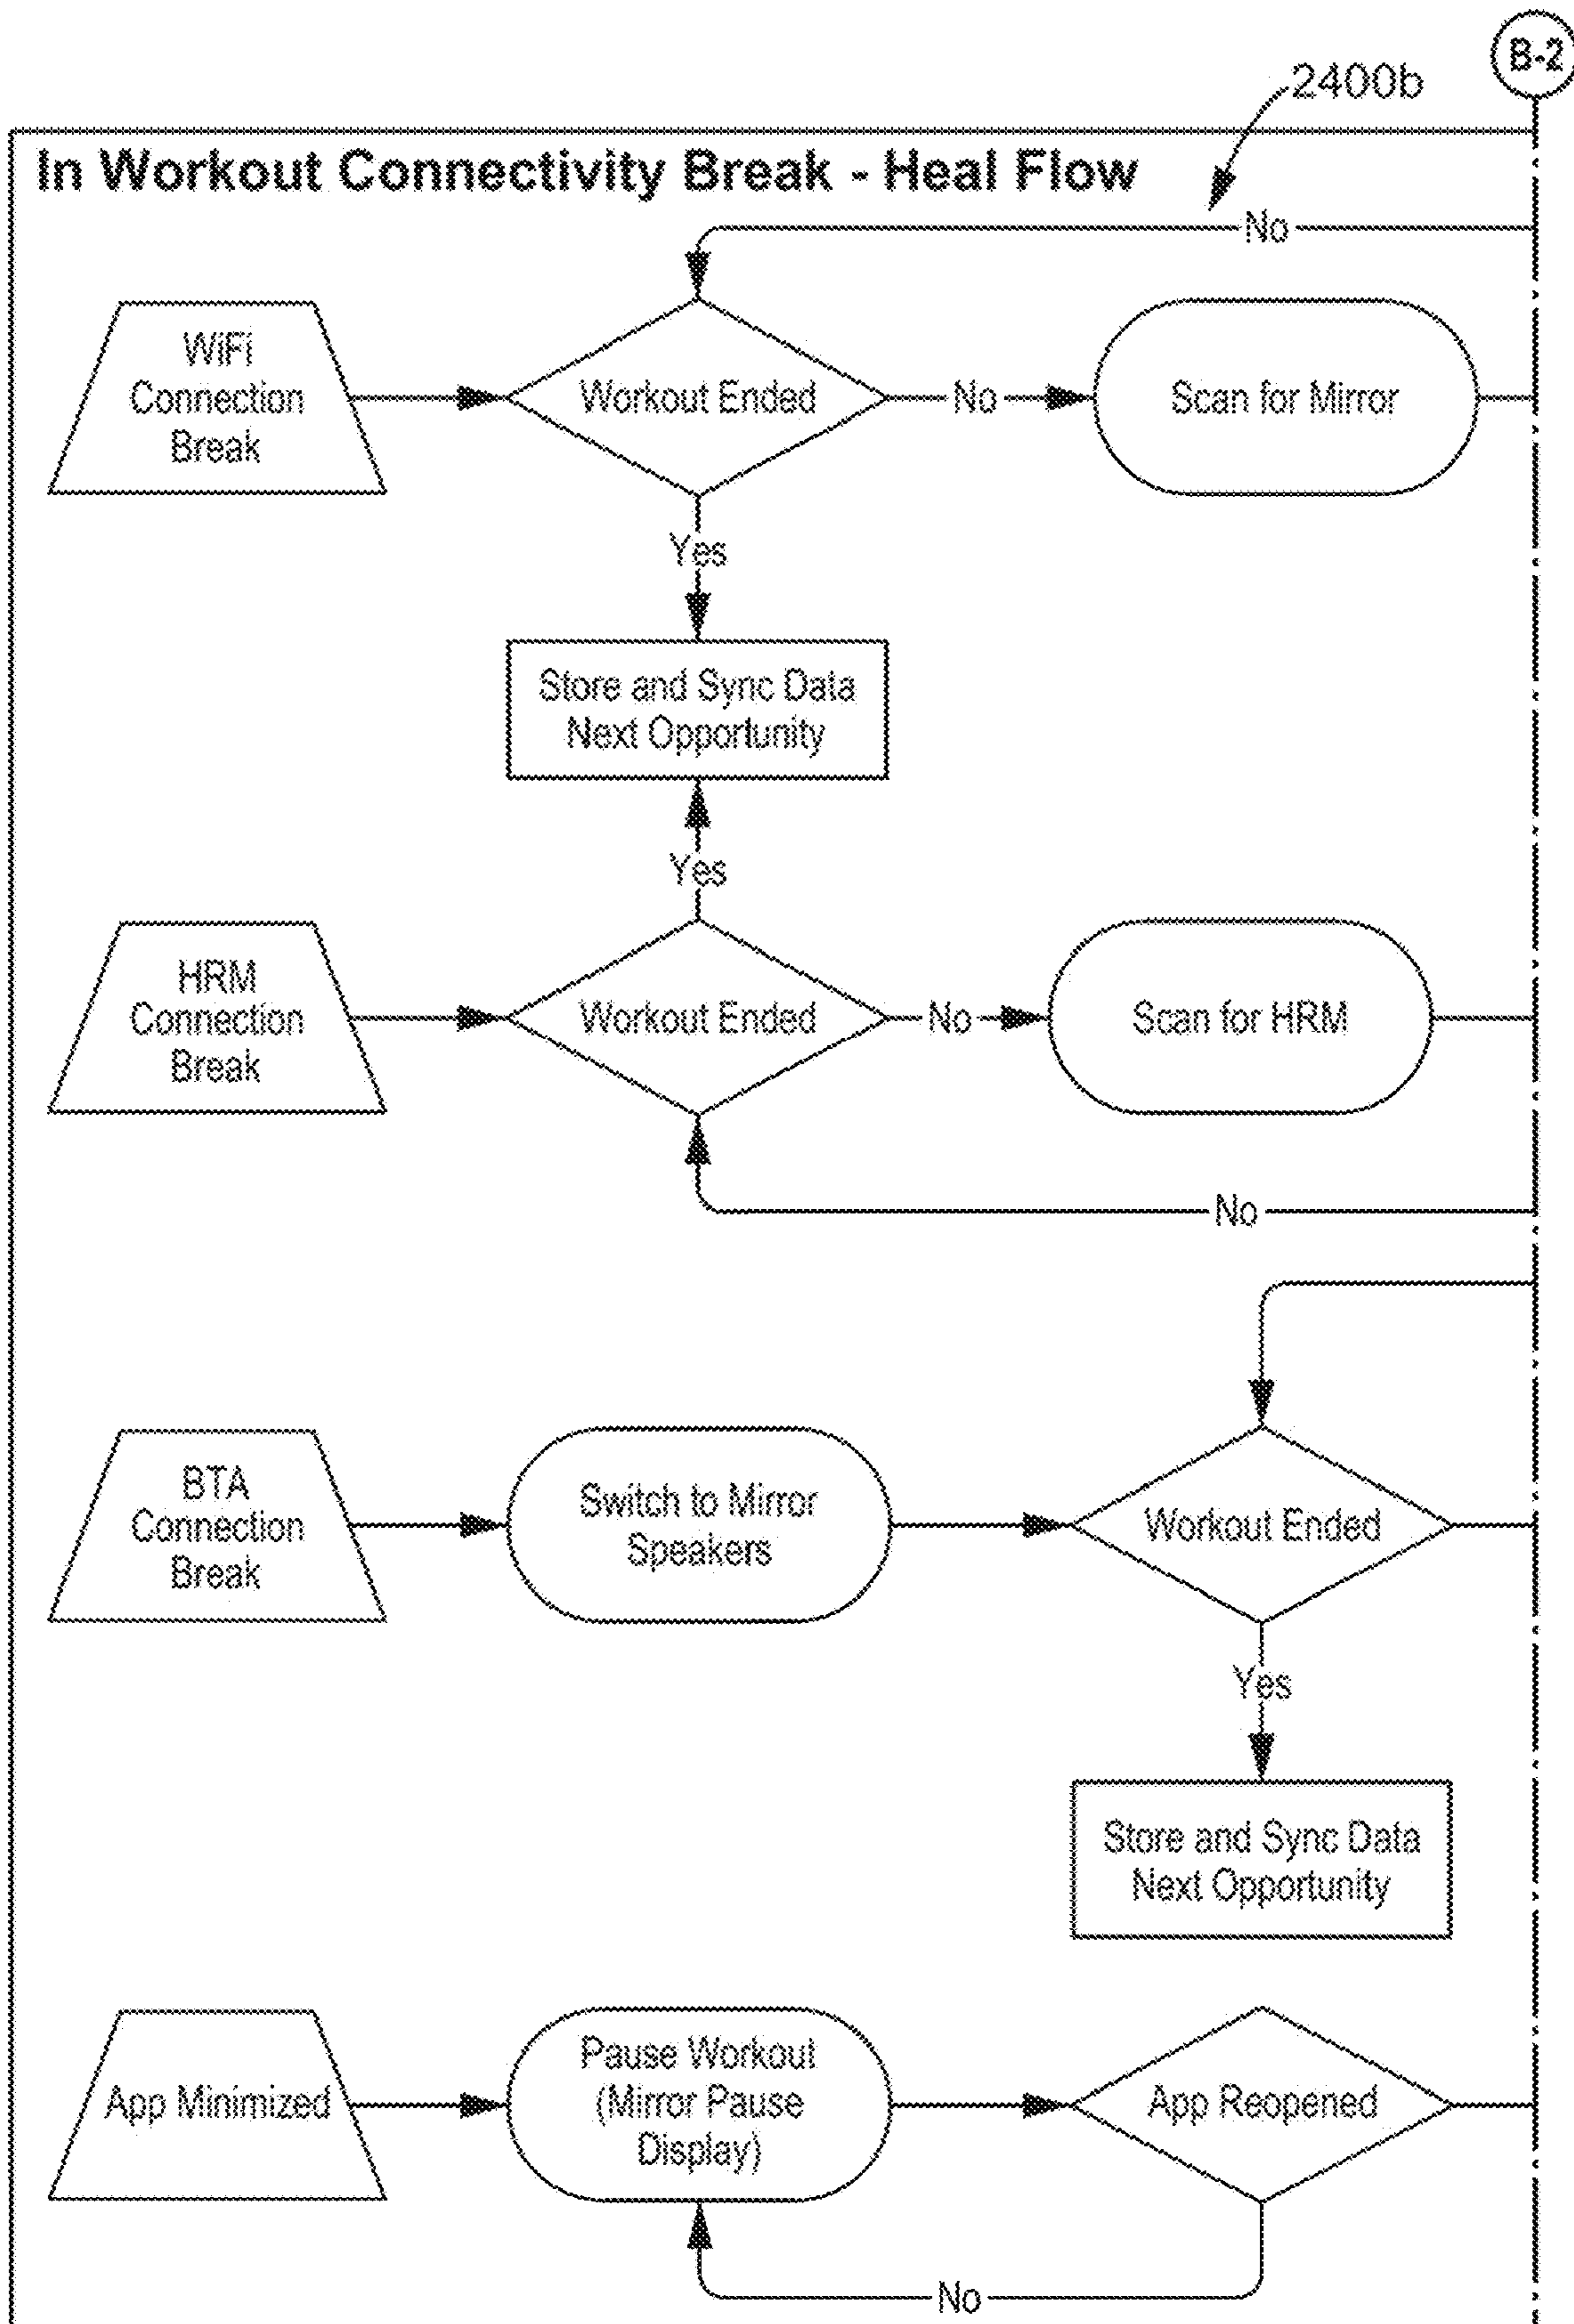 B-2
2400b
In Workout Connectivity Break - Heal Flow
No
WiFi
Connection
Break
Workout Ended
No
Scan for Mirror
Yes
Store and Sync Data
Next Opportunity
Yes
HRM
Connection
Break
Workout Ended
No
Scan for HRM
No
BTA
Connection
Break
Switch to Mirror
Speakers
Workout Ended
Yes
Store and Sync Data
Next Opportunity
App Minimized
Pause Workout
(Mirror Pause
Display)
App Reopened
No